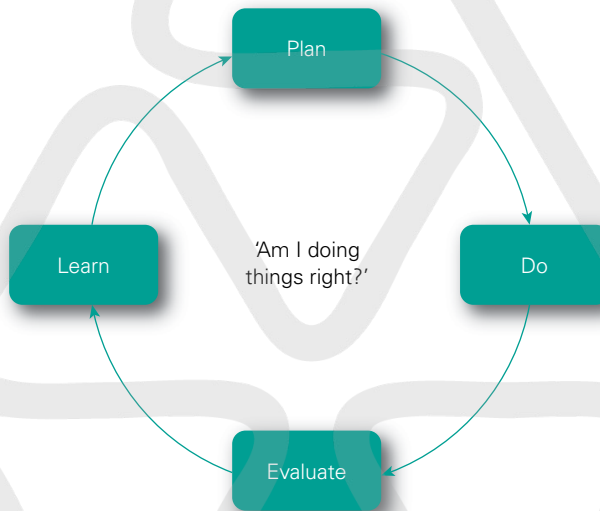 Plan
Learn
‘Am I doing
things right?’
Do
Evaluate